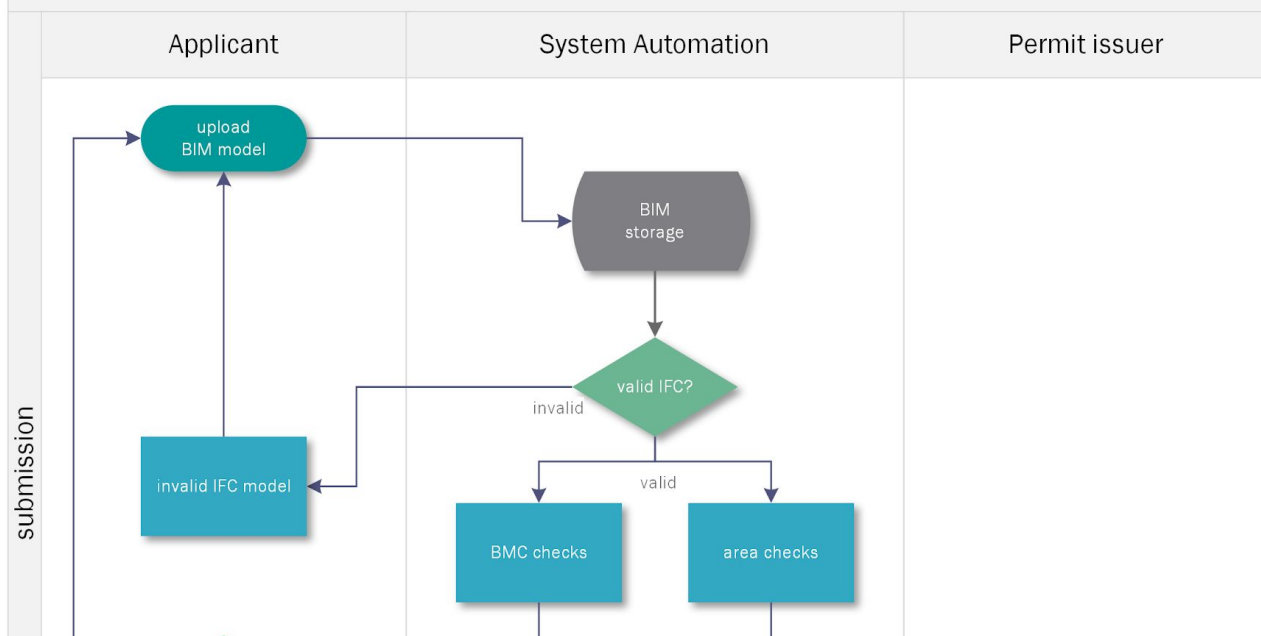 Applicant
System Automation
Permit issuer
upload
BIM model
BIM
storage
valid IFC?
invalid
submission
invalid IFC model
valid
BMC checks
area checks